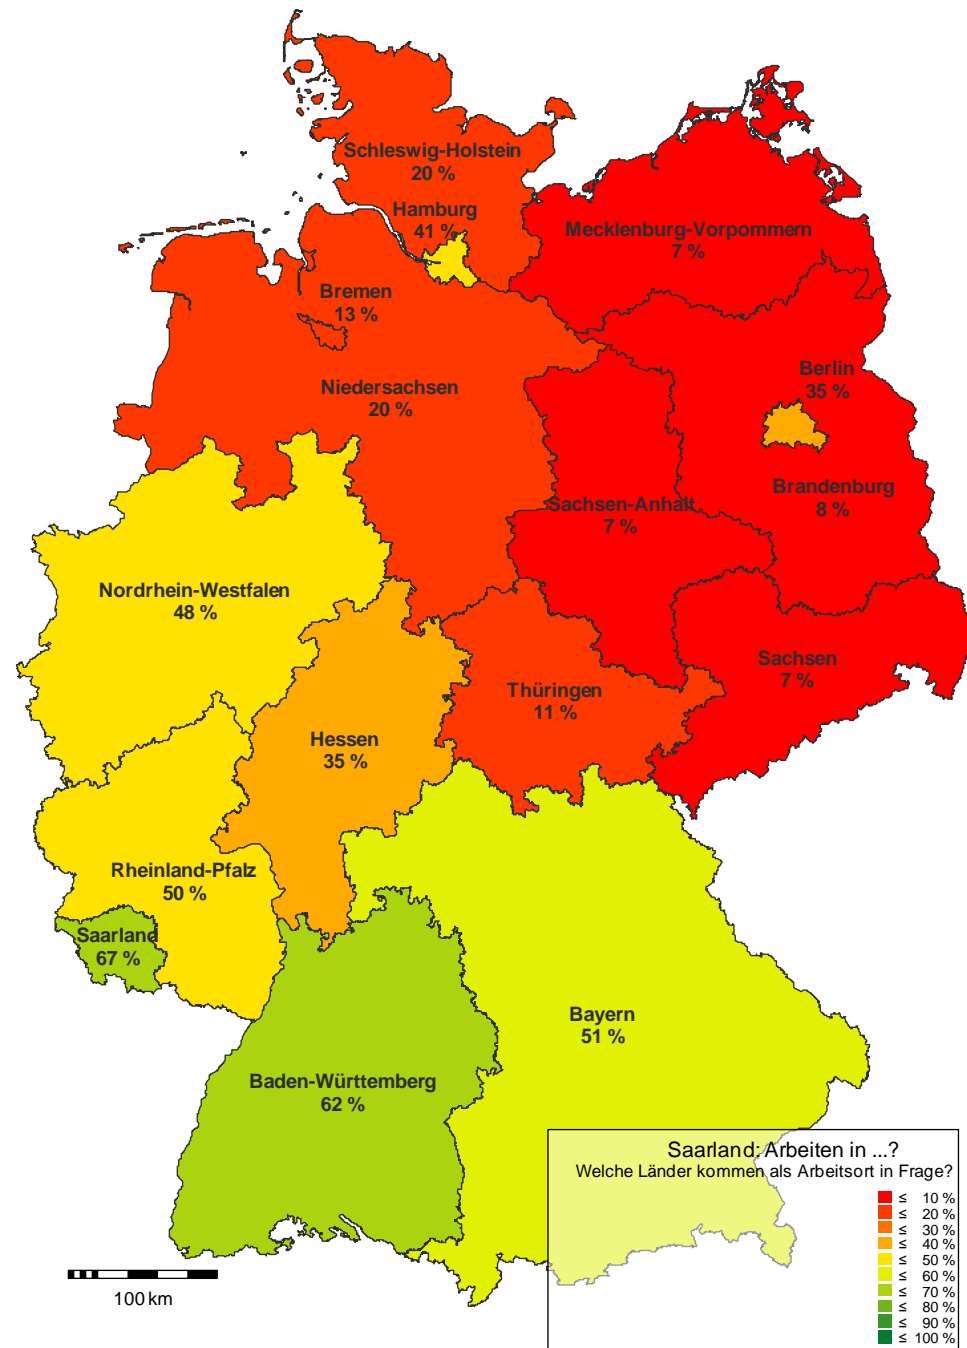 Schleswig-Holstein
20 %
Hamburg
41 %
Mecklenburg-Vorpommern
7 %
Bremen
13 %
Niedersachsen
20 %
Berlin
35 %
Brandenburg
8 %
Sachsen-Anhalt
7 %
Nordrhein-Westfalen
48 %
Sachsen
7 %
Thüringen
11 %
Hessen
35 %
Rheinland-Pfalz
50 %
Saarland
67 %
Bayern
51 %
Baden-Württemberg
62 %
Saarland: Arbeiten in ...?
Welche Länder kommen als Arbeitsort in Frage?
≤ 10 %
≤ 20 %
≤ 30 %
≤ 40 %
≤ 50 %
≤ 60 %
≤ 70 %
≤ 80 %
≤ 90 %
≤ 100 %
100 km